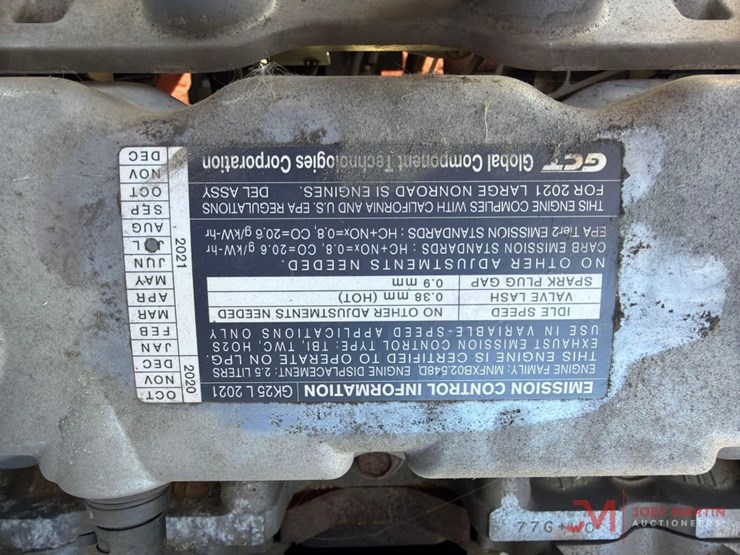 EMISSION CONTROL INFORMATION
GK25 L 2021
ENGINE FAMILY: MNFXB02.548D, ENGINE DISPLACEMENT: 2.5 LITERS
THIS ENGINE IS CERTIFIED TO OPERATE ON LPG.
EXHAUST EMISSION TYPE: TBI, TWC, HO2S
USE IN VARIABLE-SPEED APPLICATIONS ONLY
IDLE SPEED NO OTHER ADJUSTMENTS NEEDED
VALVE LASH 0.38 mm (HOT)
SPARK PLUG GAP 0.9 mm
NO OTHER ADJUSTMENTS NEEDED.
CARB EMISSION STANDARDS : HC+NOx=0.8, CO=20.6 g/kW-hr
EPA Tier2 EMISSION STANDARDS : HC+NOx=0.8, CO=20.6 g/kW-hr
THIS ENGINE COMPLIES WITH CALIFORNIA AND U.S. EPA REGULATIONS
FOR 2021 LARGE NONROAD SI ENGINES. DEL ASSY
GCT Global Component Technologies Corporation
2020
OCT
NOV
DEC
2021
JAN
FEB
MAR
APR
MAY
JUN
AUG
SEP
OCT
NOV
DEC
JM JOEY MARTIN
AUCTIONEERS